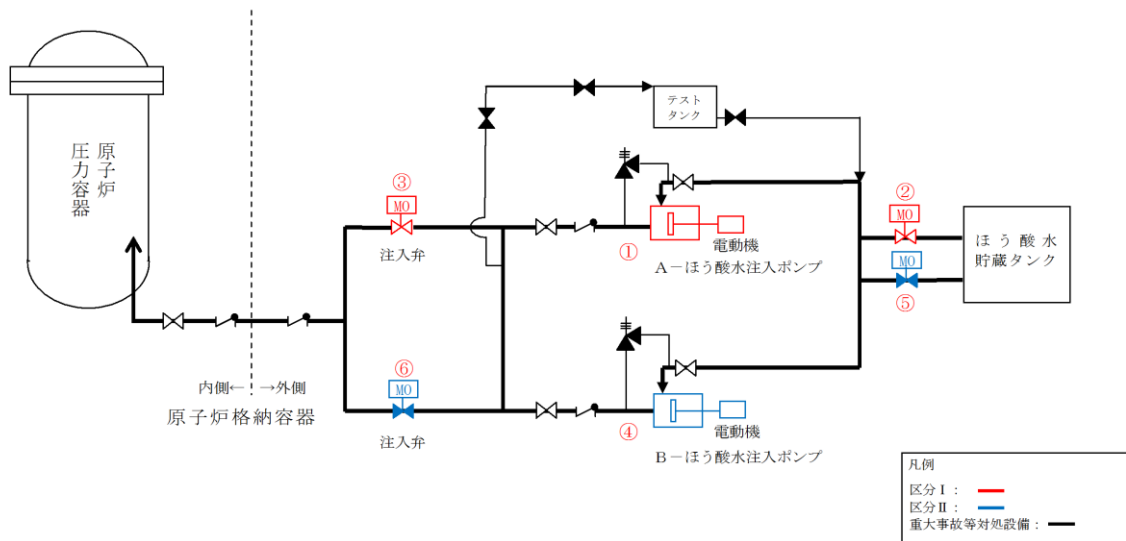 テスト
タンク
原子炉
圧力容器
③
MO
注入弁
①
電動機
A－ほう酸水注入ポンプ
②
MO
MO
⑤
ほう酸水
貯蔵タンク
⑥
MO
注入弁
内側← →外側
原子炉格納容器
④
電動機
B－ほう酸水注入ポンプ
凡例
区分Ⅰ：
区分Ⅱ：
重大事故等対処設備：